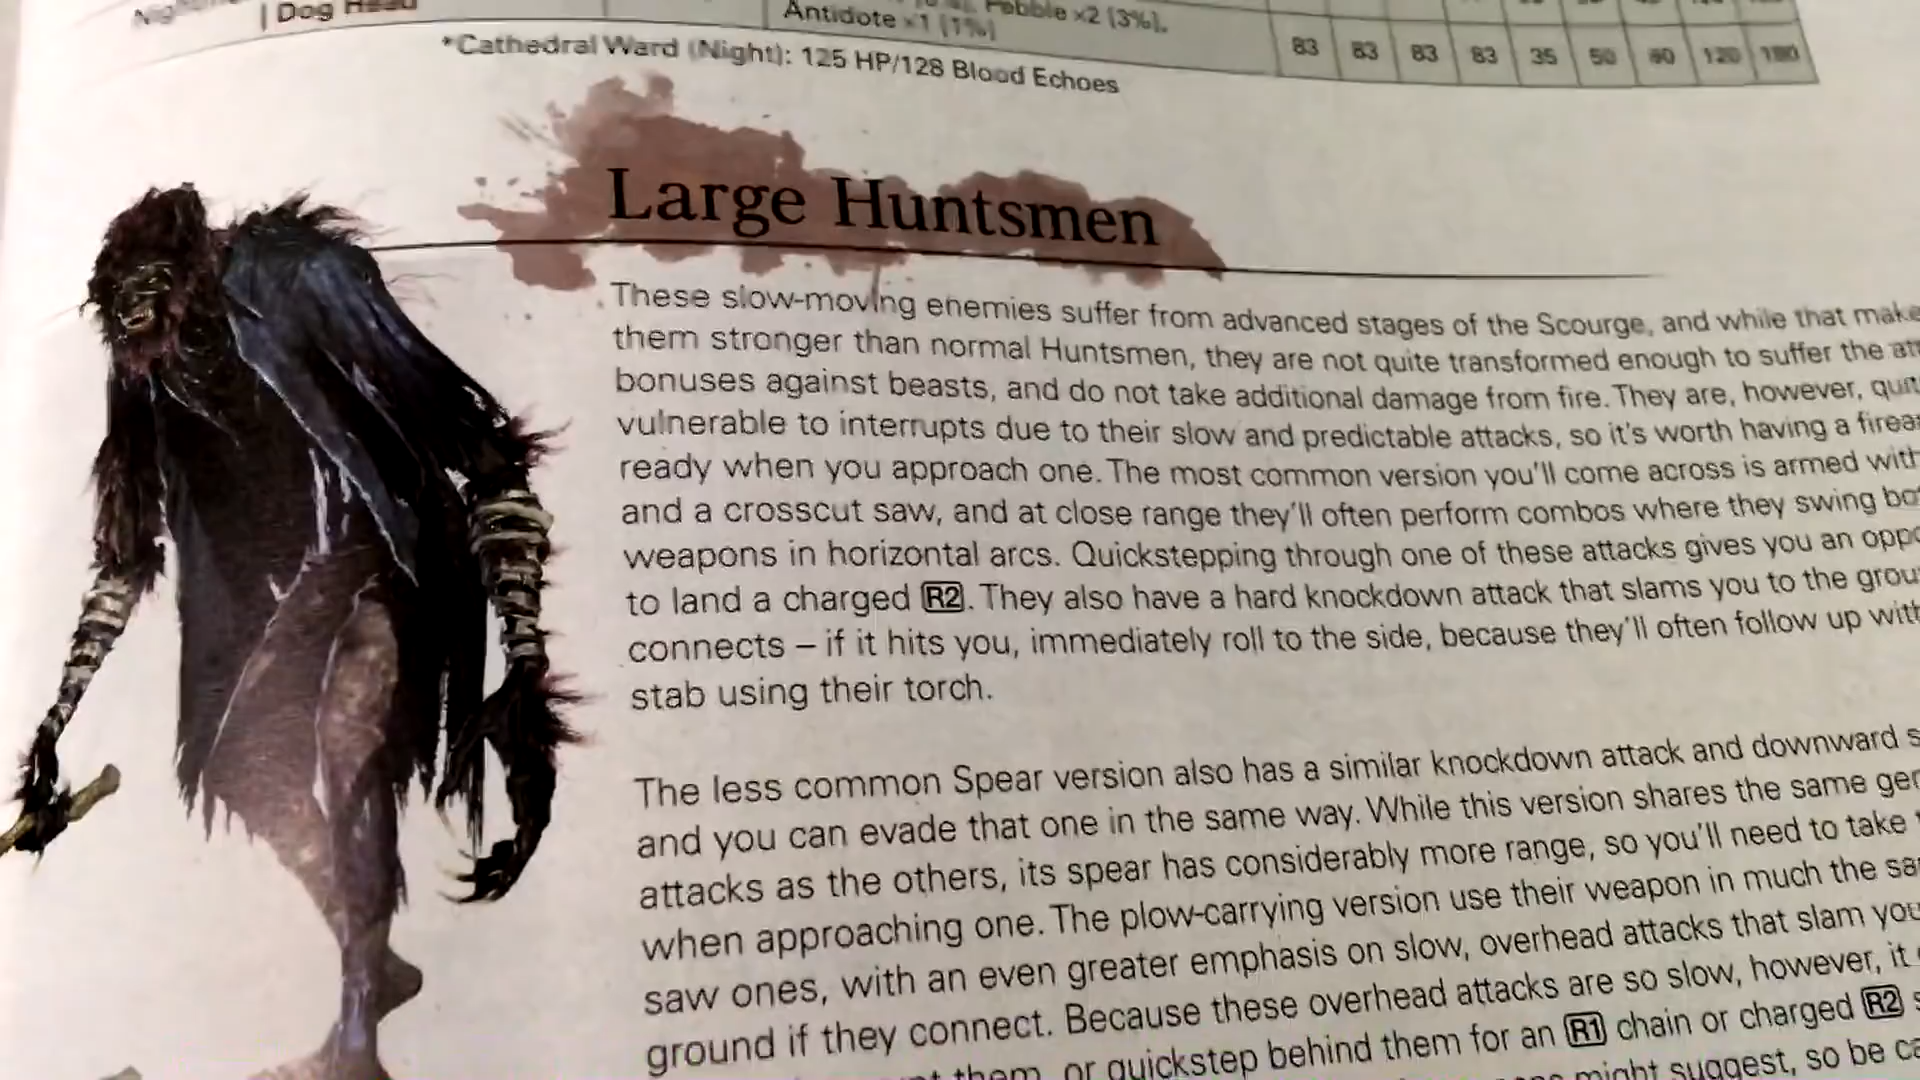 | Dog Head
Pebble x2 (3%),
Antidote x1 (1%)
83 83 83 83 35 50 80 120 180
*Cathedral Ward (Night): 125 HP/128 Blood Echoes
Large Huntsmen
These slow-moving enemies suffer from advanced stages of the Scourge, and while that make
them stronger than normal Huntsmen, they are not quite transformed enough to suffer the
bonuses against beasts, and do not take additional damage from fire. They are, however,
vulnerable to interrupts due to their slow and predictable attacks, so it's worth having a
ready when you approach one. The most common version you'll come across is armed with
and a crosscut saw, and at close range they'll often perform combos where they swing
weapons in horizontal arcs. Quickstepping through one of these attacks gives you an
to land a charged R2. They also have a hard knockdown attack that slams you to the
connects – if it hits you, immediately roll to the side, because they'll often follow up with
stab using their torch.
The less common Spear version also has a similar knockdown attack and downward s
and you can evade that one in the same way. While this version shares the same
attacks as the others, its spear has considerably more range, so you'll need to take
when approaching one. The plow-carrying version use their weapon in much the
saw ones, with an even greater emphasis on slow, overhead attacks that slam you
ground if they connect. Because these overhead attacks are so slow, however, it
them, or quickstep behind them for an R1 chain or charged R2 s
might suggest, so be